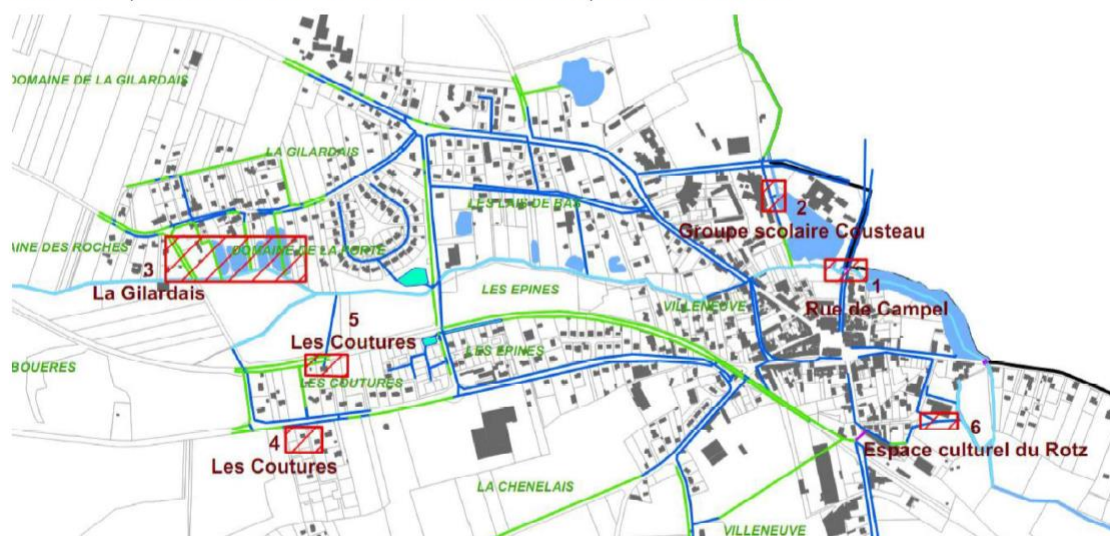 DOMAINE DE LA GILARDAIS
LA GILARDAIS
LES LAIS DE BAS
2
Groupe scolaire Cousteau
AINE DES ROCHES
DOMAINE DE LA PORTE
3
La Gilardais
LES EPINES
VILLENEUVE
1
Rue de Campel
5
Les Coutures
LES EPINES
BOUERES
LES COUTURES
4
Les Coutures
6
Espace culturel du Rotz
LA CHENELAIS
VILLENEUVE